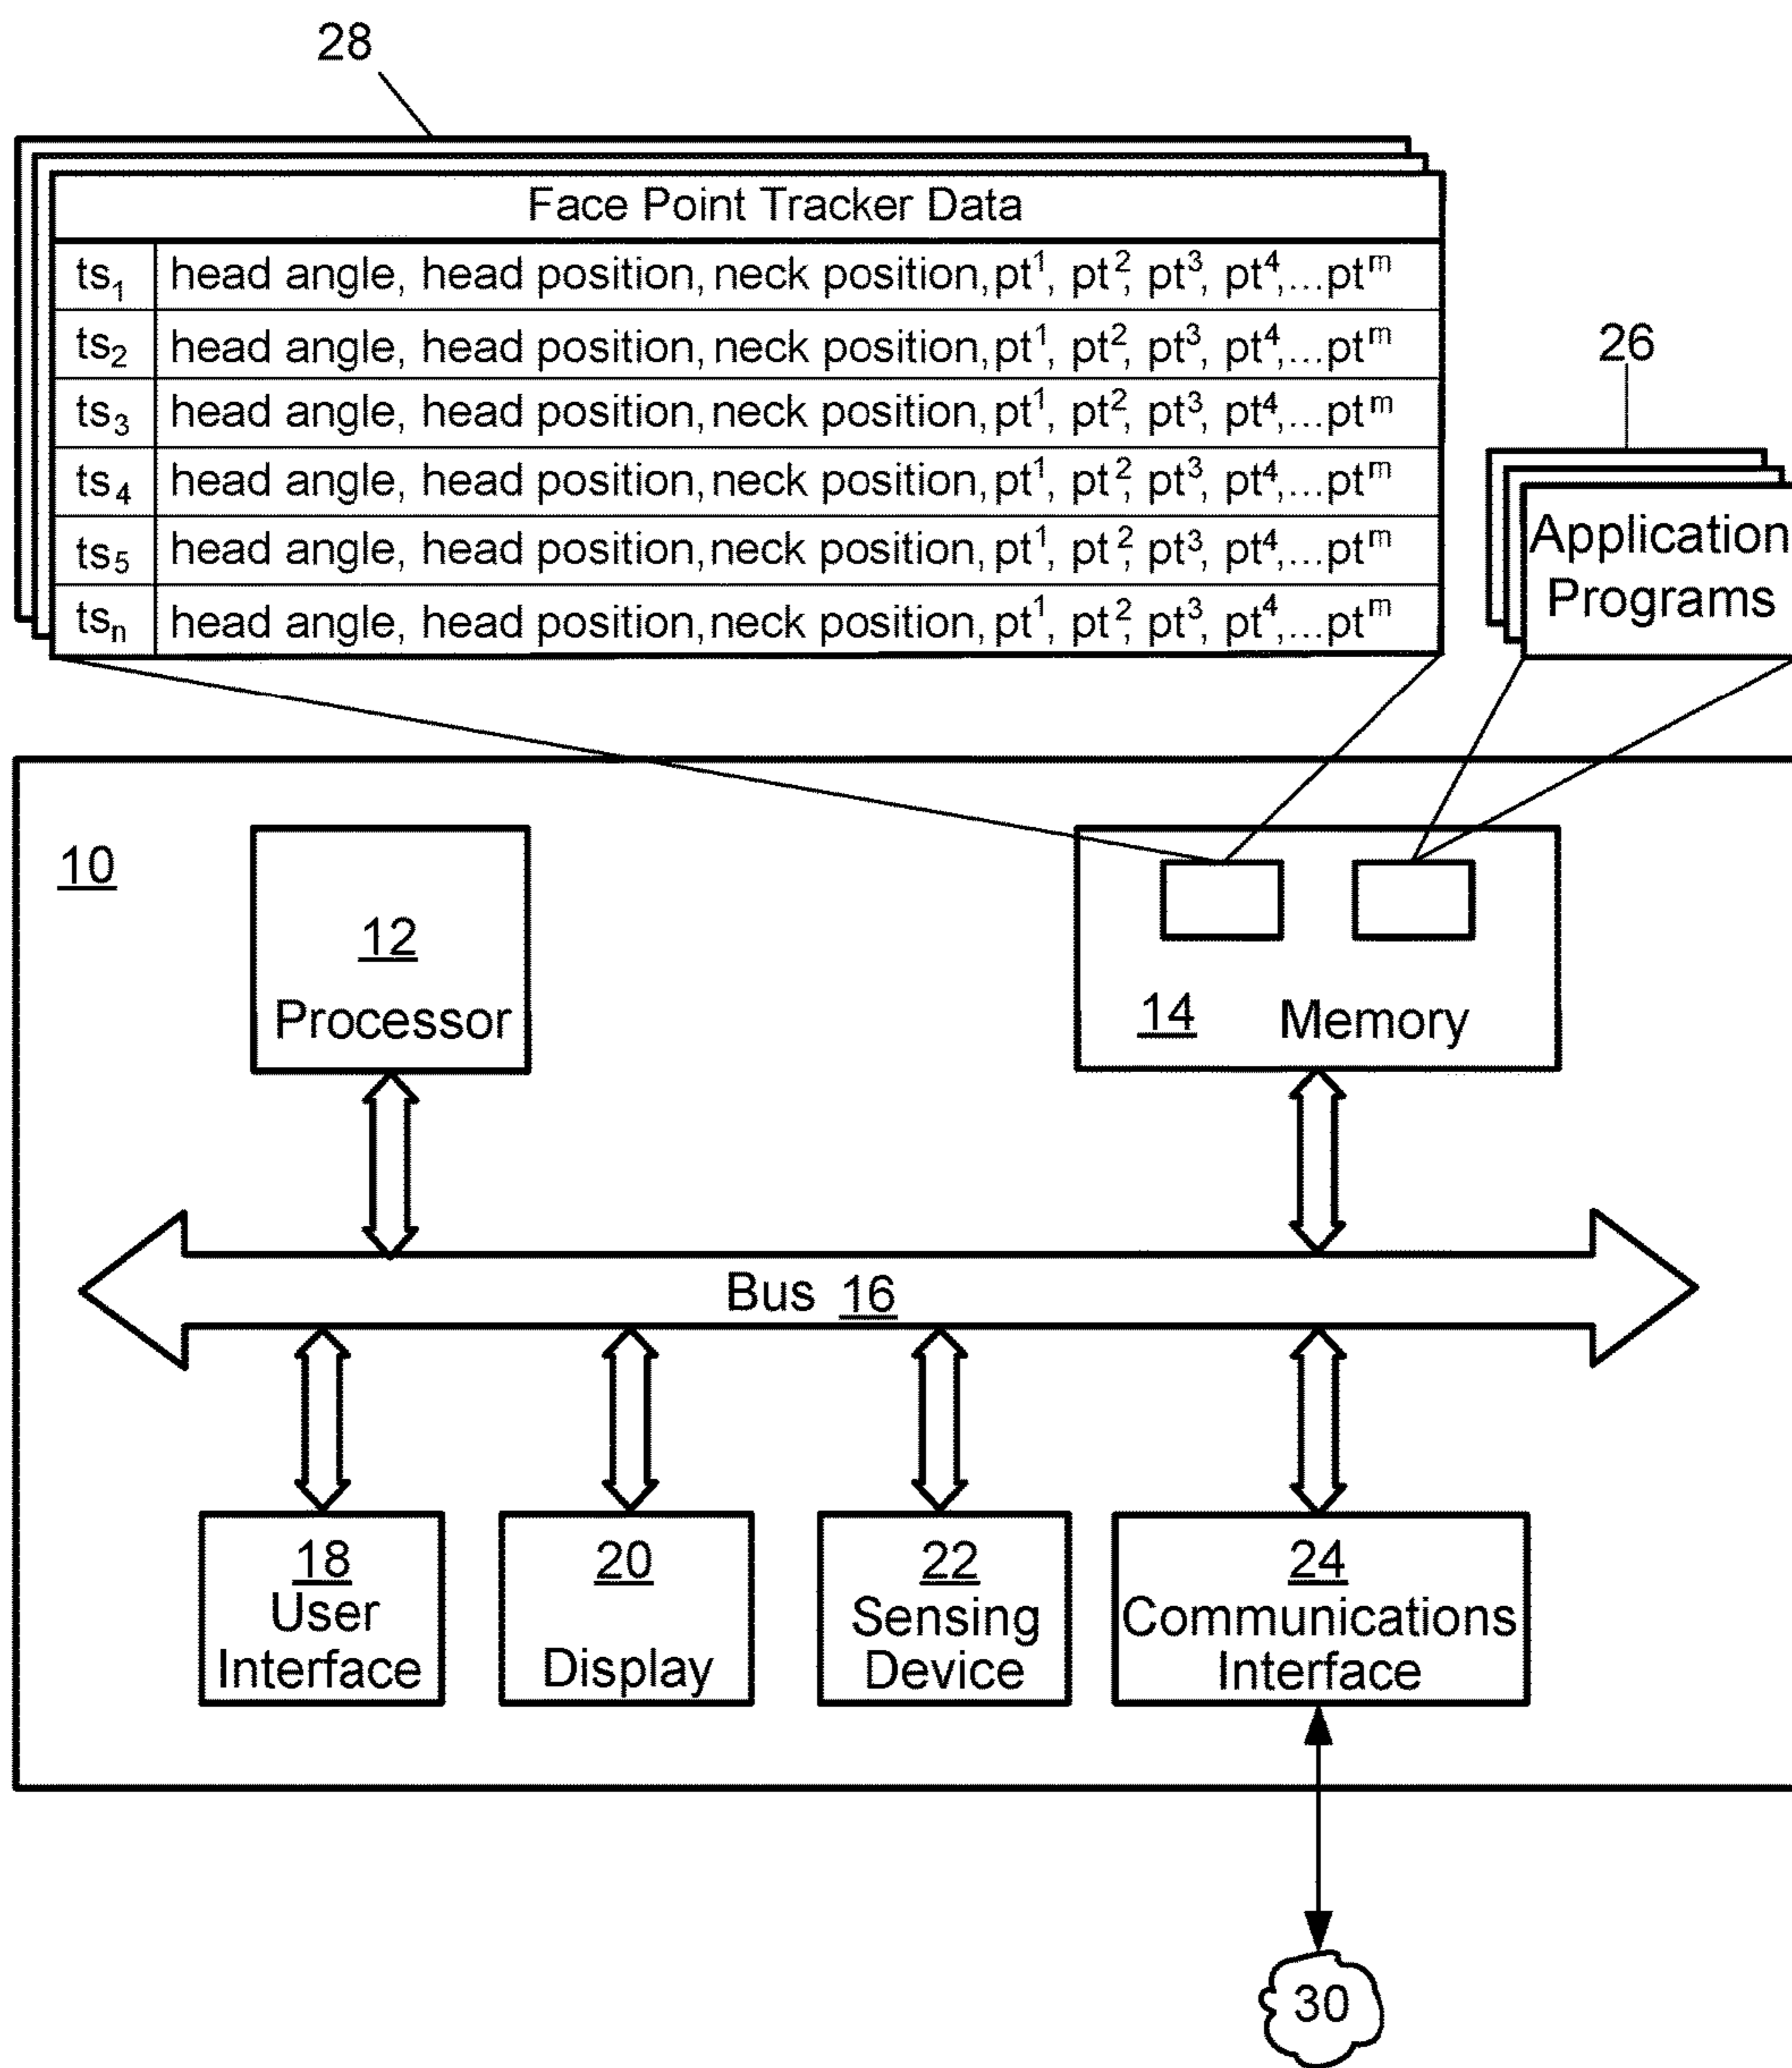 28
Face Point Tracker Data
ts₁ head angle, head position, neck position, pt¹, pt², pt³, pt⁴,...ptᵐ
ts₂ head angle, head position, neck position, pt¹, pt², pt³, pt⁴,...ptᵐ
ts₃ head angle, head position, neck position, pt¹, pt², pt³, pt⁴,...ptᵐ
ts₄ head angle, head position, neck position, pt¹, pt², pt³, pt⁴,...ptᵐ
ts₅ head angle, head position, neck position, pt¹, pt², pt³, pt⁴,...ptᵐ
tsₙ head angle, head position, neck position, pt¹, pt², pt³, pt⁴,...ptᵐ
26
Application
Programs
10
12
Processor
14 Memory
Bus 16
18
User
Interface
20
Display
22
Sensing
Device
24
Communications
Interface
30